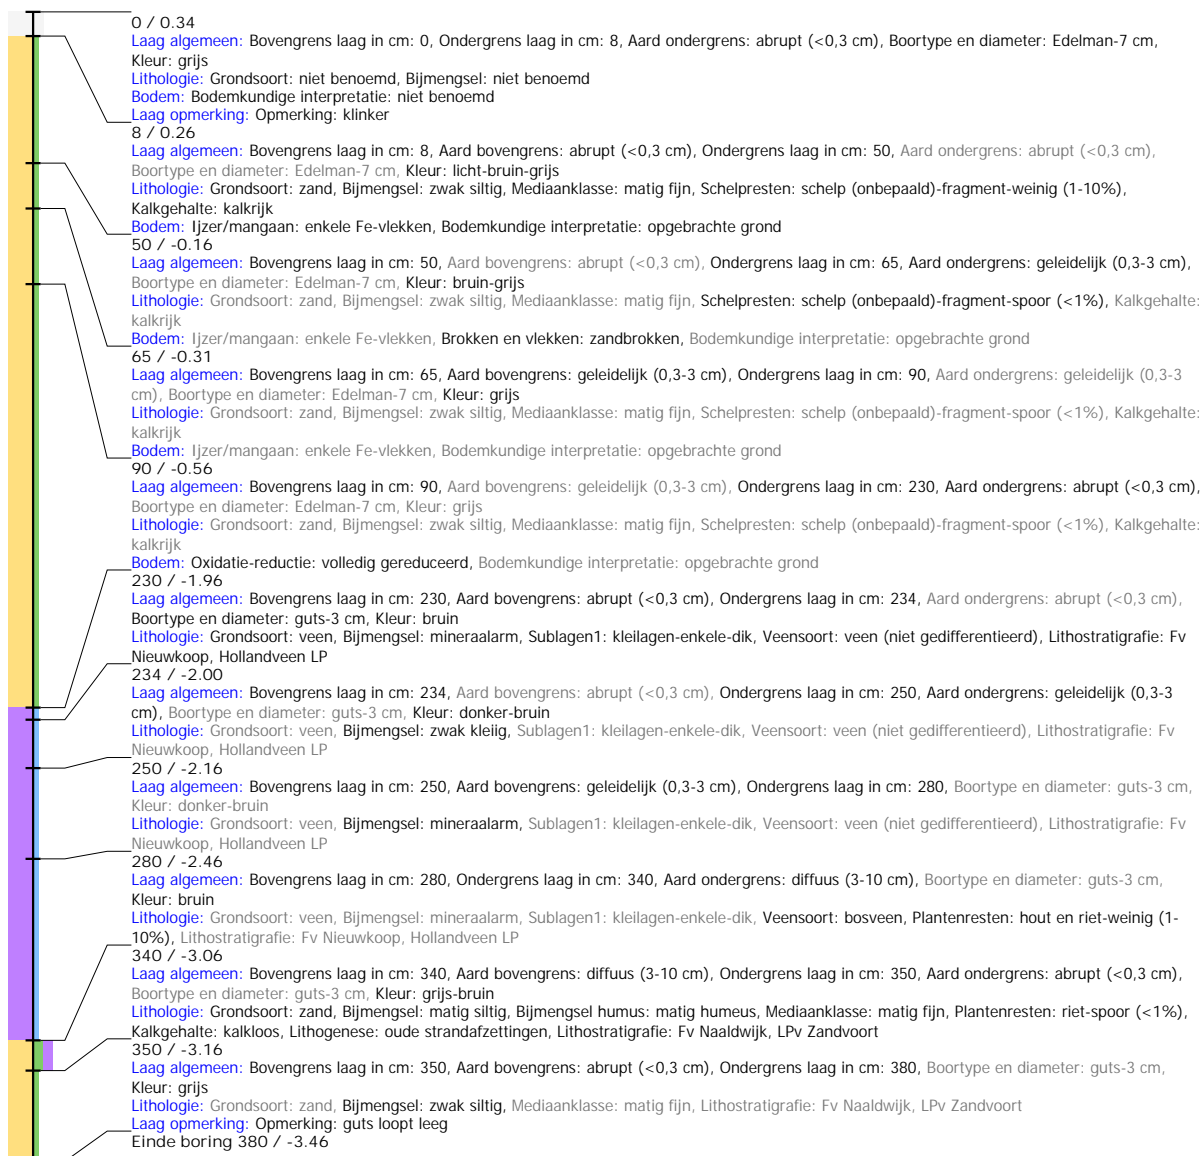 0 / 0.34
Laag algemeen: Bovengrens laag in cm: 0, Ondergrens laag in cm: 8, Aard ondergrens: abrupt (<0,3 cm), Boortype en diameter: Edelman-7 cm,
Kleur: grijs
Lithologie: Grondsoort: niet benoemd, Bijmengsel: niet benoemd
Bodem: Bodemkundige interpretatie: niet benoemd
Laag opmerking: Opmerking: klinker
8 / 0.26
Laag algemeen: Bovengrens laag in cm: 8, Aard bovengrens: abrupt (<0,3 cm), Ondergrens laag in cm: 50, Aard ondergrens: abrupt (<0,3 cm),
Boortype en diameter: Edelman-7 cm, Kleur: licht-bruin-grijs
Lithologie: Grondsoort: zand, Bijmengsel: zwak siltig, Mediaanklasse: matig fijn, Schelpresten: schelp (onbepaald)-fragment-weinig (1-10%),
Kalkgehalte: kalkrijk
Bodem: Ijzer/mangaan: enkele Fe-vlekken, Bodemkundige interpretatie: opgebrachte grond
50 / -0.16
Laag algemeen: Bovengrens laag in cm: 50, Aard bovengrens: abrupt (<0,3 cm), Ondergrens laag in cm: 65, Aard ondergrens: geleidelijk (0,3-3 cm),
Boortype en diameter: Edelman-7 cm, Kleur: bruin-grijs
Lithologie: Grondsoort: zand, Bijmengsel: zwak siltig, Mediaanklasse: matig fijn, Schelpresten: schelp (onbepaald)-fragment-spoor (<1%), Kalkgehalte:
kalkrijk
Bodem: Ijzer/mangaan: enkele Fe-vlekken, Brokken en vlekken: zandbrokken, Bodemkundige interpretatie: opgebrachte grond
65 / -0.31
Laag algemeen: Bovengrens laag in cm: 65, Aard bovengrens: geleidelijk (0,3-3 cm), Ondergrens laag in cm: 90, Aard ondergrens: geleidelijk (0,3-3
cm), Boortype en diameter: Edelman-7 cm, Kleur: grijs
Lithologie: Grondsoort: zand, Bijmengsel: zwak siltig, Mediaanklasse: matig fijn, Schelpresten: schelp (onbepaald)-fragment-spoor (<1%), Kalkgehalte:
kalkrijk
Bodem: Ijzer/mangaan: enkele Fe-vlekken, Bodemkundige interpretatie: opgebrachte grond
90 / -0.56
Laag algemeen: Bovengrens laag in cm: 90, Aard bovengrens: geleidelijk (0,3-3 cm), Ondergrens laag in cm: 230, Aard ondergrens: abrupt (<0,3 cm),
Boortype en diameter: Edelman-7 cm, Kleur: grijs
Lithologie: Grondsoort: zand, Bijmengsel: zwak siltig, Mediaanklasse: matig fijn, Schelpresten: schelp (onbepaald)-fragment-spoor (<1%), Kalkgehalte:
kalkrijk
Bodem: Oxidatie-reductie: volledig gereduceerd, Bodemkundige interpretatie: opgebrachte grond
230 / -1.96
Laag algemeen: Bovengrens laag in cm: 230, Aard bovengrens: abrupt (<0,3 cm), Ondergrens laag in cm: 234, Aard ondergrens: abrupt (<0,3 cm),
Boortype en diameter: guts-3 cm, Kleur: bruin
Lithologie: Grondsoort: veen, Bijmengsel: mineraalarm, Sublagen1: kleilagen-enkele-dik, Veensoort: veen (niet gedifferentieerd), Lithostratigrafie: Fv
Nieuwkoop, Hollandveen LP
234 / -2.00
Laag algemeen: Bovengrens laag in cm: 234, Aard bovengrens: abrupt (<0,3 cm), Ondergrens laag in cm: 250, Aard ondergrens: geleidelijk (0,3-3
cm), Boortype en diameter: guts-3 cm, Kleur: donker-bruin
Lithologie: Grondsoort: veen, Bijmengsel: zwak kleiig, Sublagen1: kleilagen-enkele-dik, Veensoort: veen (niet gedifferentieerd), Lithostratigrafie: Fv
Nieuwkoop, Hollandveen LP
250 / -2.16
Laag algemeen: Bovengrens laag in cm: 250, Aard bovengrens: geleidelijk (0,3-3 cm), Ondergrens laag in cm: 280, Boortype en diameter: guts-3 cm,
Kleur: donker-bruin
Lithologie: Grondsoort: veen, Bijmengsel: mineraalarm, Sublagen1: kleilagen-enkele-dik, Veensoort: veen (niet gedifferentieerd), Lithostratigrafie: Fv
Nieuwkoop, Hollandveen LP
280 / -2.46
Laag algemeen: Bovengrens laag in cm: 280, Ondergrens laag in cm: 340, Aard ondergrens: diffuus (3-10 cm), Boortype en diameter: guts-3 cm,
Kleur: bruin
Lithologie: Grondsoort: veen, Bijmengsel: mineraalarm, Sublagen1: kleilagen-enkele-dik, Veensoort: bosveen, Plantenresten: hout en riet-weinig (1-
10%), Lithostratigrafie: Fv Nieuwkoop, Hollandveen LP
340 / -3.06
Laag algemeen: Bovengrens laag in cm: 340, Aard bovengrens: diffuus (3-10 cm), Ondergrens laag in cm: 350, Aard ondergrens: abrupt (<0,3 cm),
Boortype en diameter: guts-3 cm, Kleur: grijs-bruin
Lithologie: Grondsoort: zand, Bijmengsel: matig siltig, Bijmengsel humus: matig humeus, Mediaanklasse: matig fijn, Plantenresten: riet-spoor (<1%),
Kalkgehalte: kalkloos, Lithogenese: oude strandafzettingen, Lithostratigrafie: Fv Naaldwijk, LPv Zandvoort
350 / -3.16
Laag algemeen: Bovengrens laag in cm: 350, Aard bovengrens: abrupt (<0,3 cm), Ondergrens laag in cm: 380, Boortype en diameter: guts-3 cm,
Kleur: grijs
Lithologie: Grondsoort: zand, Bijmengsel: zwak siltig, Mediaanklasse: matig fijn, Lithostratigrafie: Fv Naaldwijk, LPv Zandvoort
Laag opmerking: Opmerking: guts loopt leeg
Einde boring 380 / -3.46